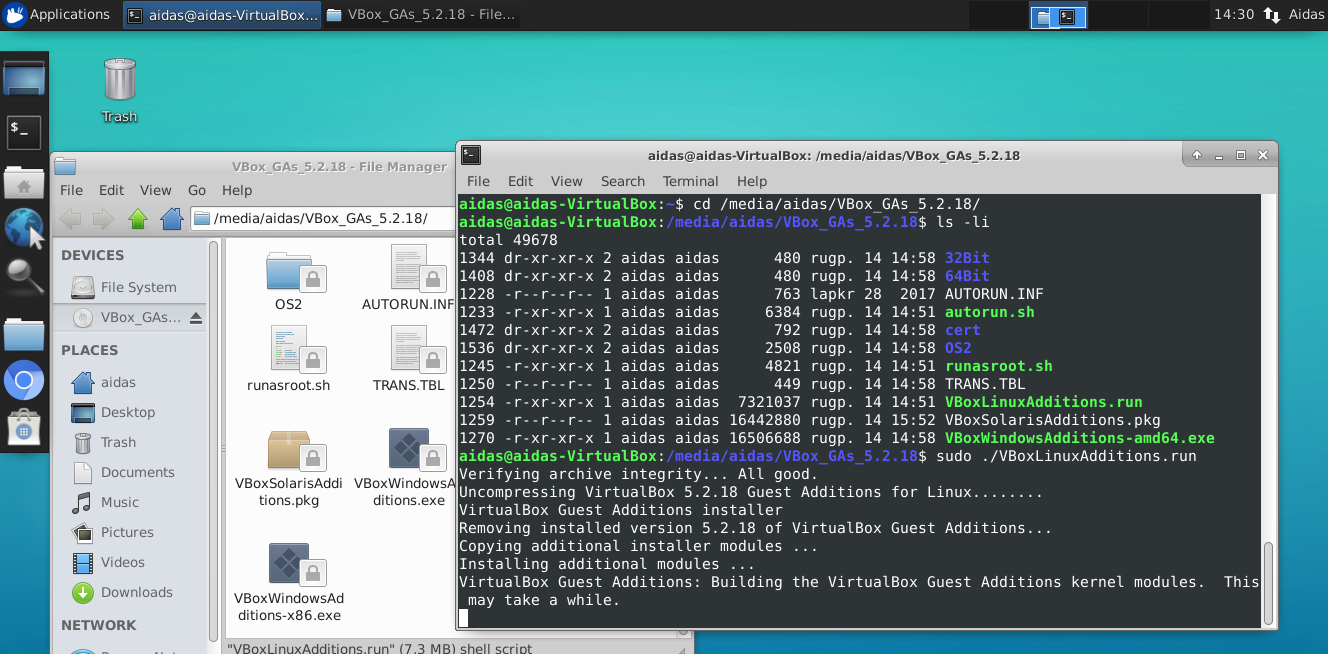 Applications
aidas@aidas-VirtualBox...
VBox_GAs_5.2.18 - File...
14:30
Aidas
Trash
VBox_GAs_5.2.18 - File Manager
File Edit View Go Help
/media/aidas/VBox_GAs_5.2.18/
DEVICES
File System
VBox_GAs...
PLACES
aidas
Desktop
Trash
Documents
Music
Pictures
Videos
Downloads
NETWORK
OS2
AUTORUN.INF
runasroot.sh
TRANS.TBL
VBoxSolarisAddi
tions.pkg
VBoxWindowsA
dditions.exe
VBoxWindowsAd
ditions-x86.exe
"VBoxLinuxAdditions.run" (7.3 MB) shell script
aidas@aidas-VirtualBox: /media/aidas/VBox_GAs_5.2.18
File Edit View Search Terminal Help
aidas@aidas-VirtualBox:~$ cd /media/aidas/VBox_GAs_5.2.18/
aidas@aidas-VirtualBox:/media/aidas/VBox_GAs_5.2.18$ ls -li
total 49678
1344 dr-xr-xr-x 2 aidas aidas      480 rugp. 14 14:58 32Bit
1408 dr-xr-xr-x 2 aidas aidas      480 rugp. 14 14:58 64Bit
1228 -r--r--r-- 1 aidas aidas      763 lapkr 28  2017 AUTORUN.INF
1233 -r-xr-xr-x 1 aidas aidas     6384 rugp. 14 14:51 autorun.sh
1472 dr-xr-xr-x 2 aidas aidas      792 rugp. 14 14:58 cert
1536 dr-xr-xr-x 2 aidas aidas     2508 rugp. 14 14:58 OS2
1245 -r-xr-xr-x 1 aidas aidas     4821 rugp. 14 14:51 runasroot.sh
1250 -r--r--r-- 1 aidas aidas      449 rugp. 14 14:58 TRANS.TBL
1254 -r-xr-xr-x 1 aidas aidas  7321037 rugp. 14 14:51 VBoxLinuxAdditions.run
1259 -r--r--r-- 1 aidas aidas 16442880 rugp. 14 15:52 VBoxSolarisAdditions.pkg
1270 -r-xr-xr-x 1 aidas aidas 16506688 rugp. 14 14:58 VBoxWindowsAdditions-amd64.exe
aidas@aidas-VirtualBox:/media/aidas/VBox_GAs_5.2.18$ sudo ./VBoxLinuxAdditions.run
Verifying archive integrity... All good.
Uncompressing VirtualBox 5.2.18 Guest Additions for Linux........
VirtualBox Guest Additions installer
Removing installed version 5.2.18 of VirtualBox Guest Additions...
Copying additional installer modules ...
Installing additional modules ...
VirtualBox Guest Additions: Building the VirtualBox Guest Additions kernel modules.  This
 may take a while.